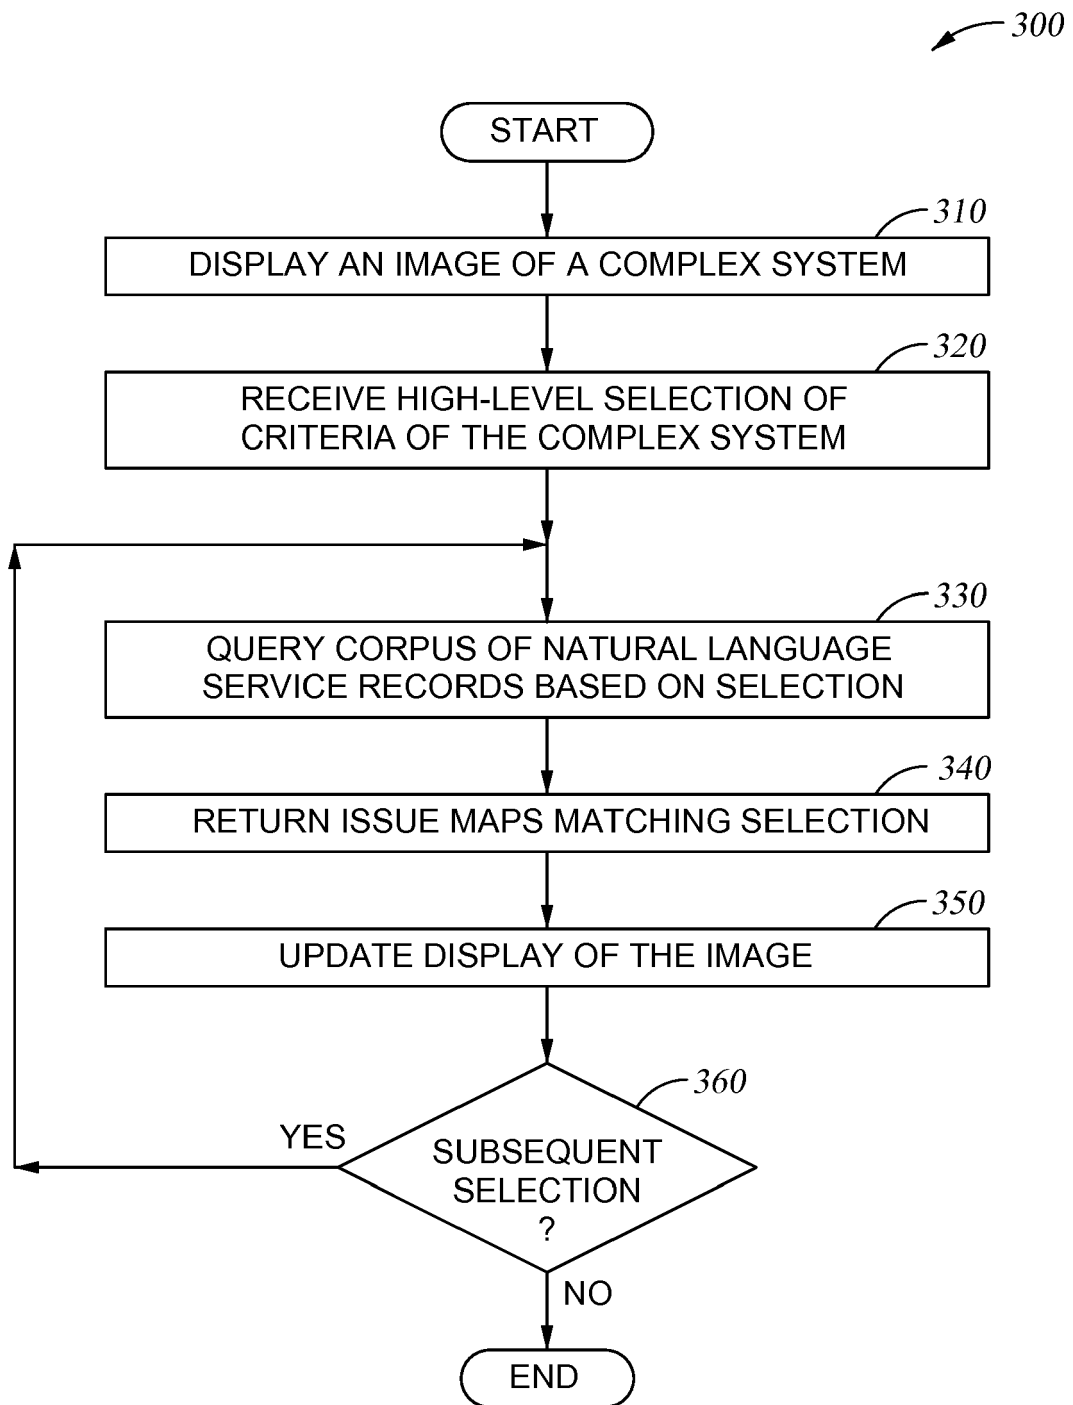 300
START
310
DISPLAY AN IMAGE OF A COMPLEX SYSTEM
320
RECEIVE HIGH-LEVEL SELECTION OF
CRITERIA OF THE COMPLEX SYSTEM
330
QUERY CORPUS OF NATURAL LANGUAGE
SERVICE RECORDS BASED ON SELECTION
340
RETURN ISSUE MAPS MATCHING SELECTION
350
UPDATE DISPLAY OF THE IMAGE
360
YES
SUBSEQUENT
SELECTION
?
NO
END